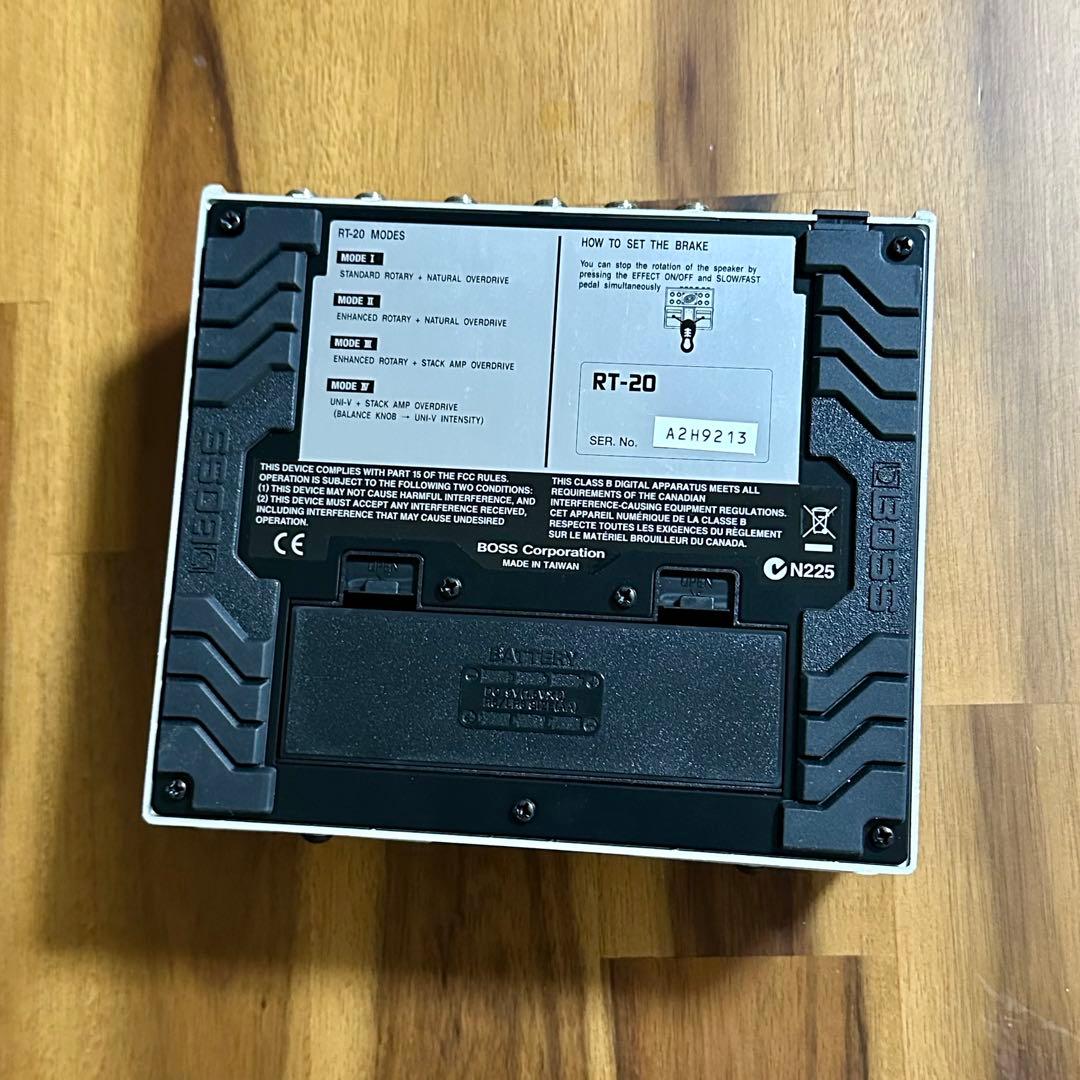 RT-20 MODES
MODE I
STANDARD ROTARY + NATURAL OVERDRIVE
MODE II
ENHANCED ROTARY + NATURAL OVERDRIVE
MODE III
ENHANCED ROTARY + STACK AMP OVERDRIVE
MODE IV
UNI-V + STACK AMP OVERDRIVE
(BALANCE KNOB → UNI-V INTENSITY)
HOW TO SET THE BRAKE
You can stop the rotation of the speaker by
pressing the EFFECT ON/OFF and SLOW/FAST
pedal simultaneously
RT-20
SER. No. A2H9213
THIS DEVICE COMPLIES WITH PART 15 OF THE FCC RULES.
OPERATION IS SUBJECT TO THE FOLLOWING TWO CONDITIONS:
(1) THIS DEVICE MAY NOT CAUSE HARMFUL INTERFERENCE, AND
(2) THIS DEVICE MUST ACCEPT ANY INTERFERENCE RECEIVED,
INCLUDING INTERFERENCE THAT MAY CAUSE UNDESIRED
OPERATION.
THIS CLASS B DIGITAL APPARATUS MEETS ALL
REQUIREMENTS OF THE CANADIAN
INTERFERENCE-CAUSING EQUIPMENT REGULATIONS.
CET APPAREIL NUMÉRIQUE DE LA CLASSE B
RESPECTE TOUTES LES EXIGENCES DU RÈGLEMENT
SUR LE MATÉRIEL BROUILLEUR DU CANADA.
CE
BOSS Corporation
MADE IN TAIWAN
N225
BOSS
BOSS
OPEN
OPEN
BATTERY